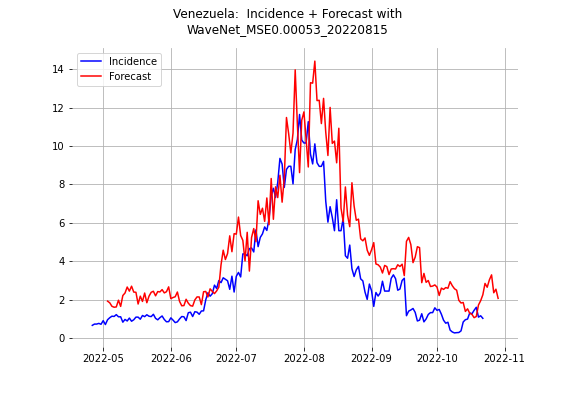 Venezuela:  Incidence + Forecast with
WaveNet_MSE0.00053_20220815
Incidence
Forecast
14
12
10
8
6
4
2
0
2022-05 2022-06 2022-07 2022-08 2022-09 2022-10 2022-11